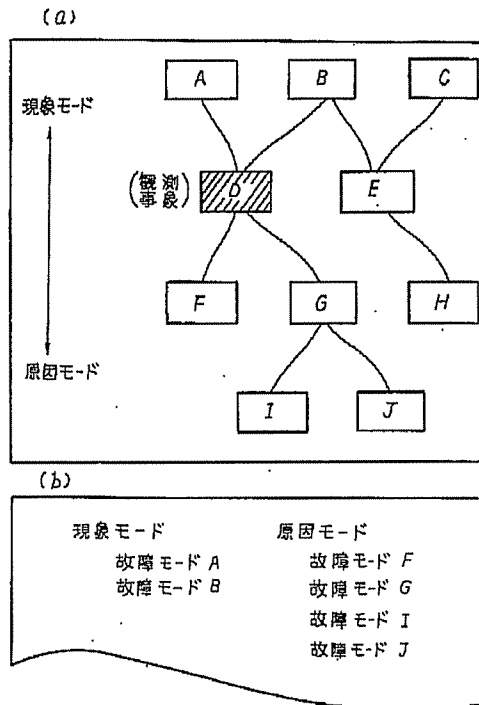 (a)
A B C
現象モード
(観測事象) D E
F G H
原因モード
I J
(b)
現象モード 原因モード
故障モード A 故障モード F
故障モード B 故障モード G
故障モード I
故障モード J